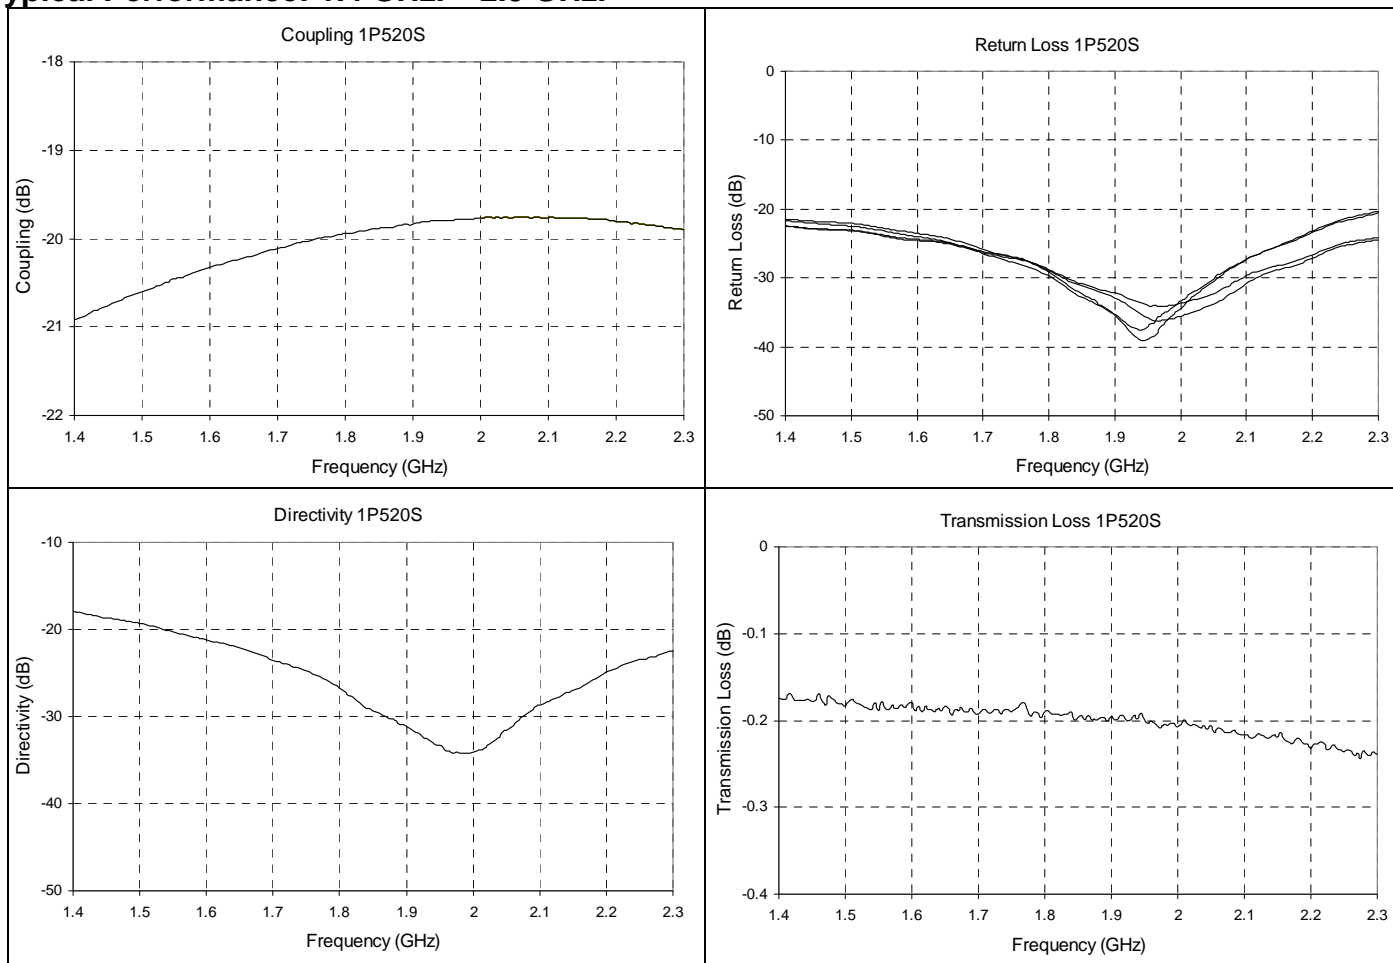 Coupling 1P520S
-18
-19
-20
-21
-22
Coupling (dB)
1.4 1.5 1.6 1.7 1.8 1.9 2 2.1 2.2 2.3
Frequency (GHz)
Return Loss 1P520S
0
-10
-20
-30
-40
-50
Return Loss (dB)
1.4 1.5 1.6 1.7 1.8 1.9 2 2.1 2.2 2.3
Frequency (GHz)
Directivity 1P520S
-10
-20
-30
-40
-50
Directivity (dB)
1.4 1.5 1.6 1.7 1.8 1.9 2 2.1 2.2 2.3
Frequency (GHz)
Transmission Loss 1P520S
0
-0.1
-0.2
-0.3
-0.4
Transmission Loss (dB)
1.4 1.5 1.6 1.7 1.8 1.9 2 2.1 2.2 2.3
Frequency (GHz)